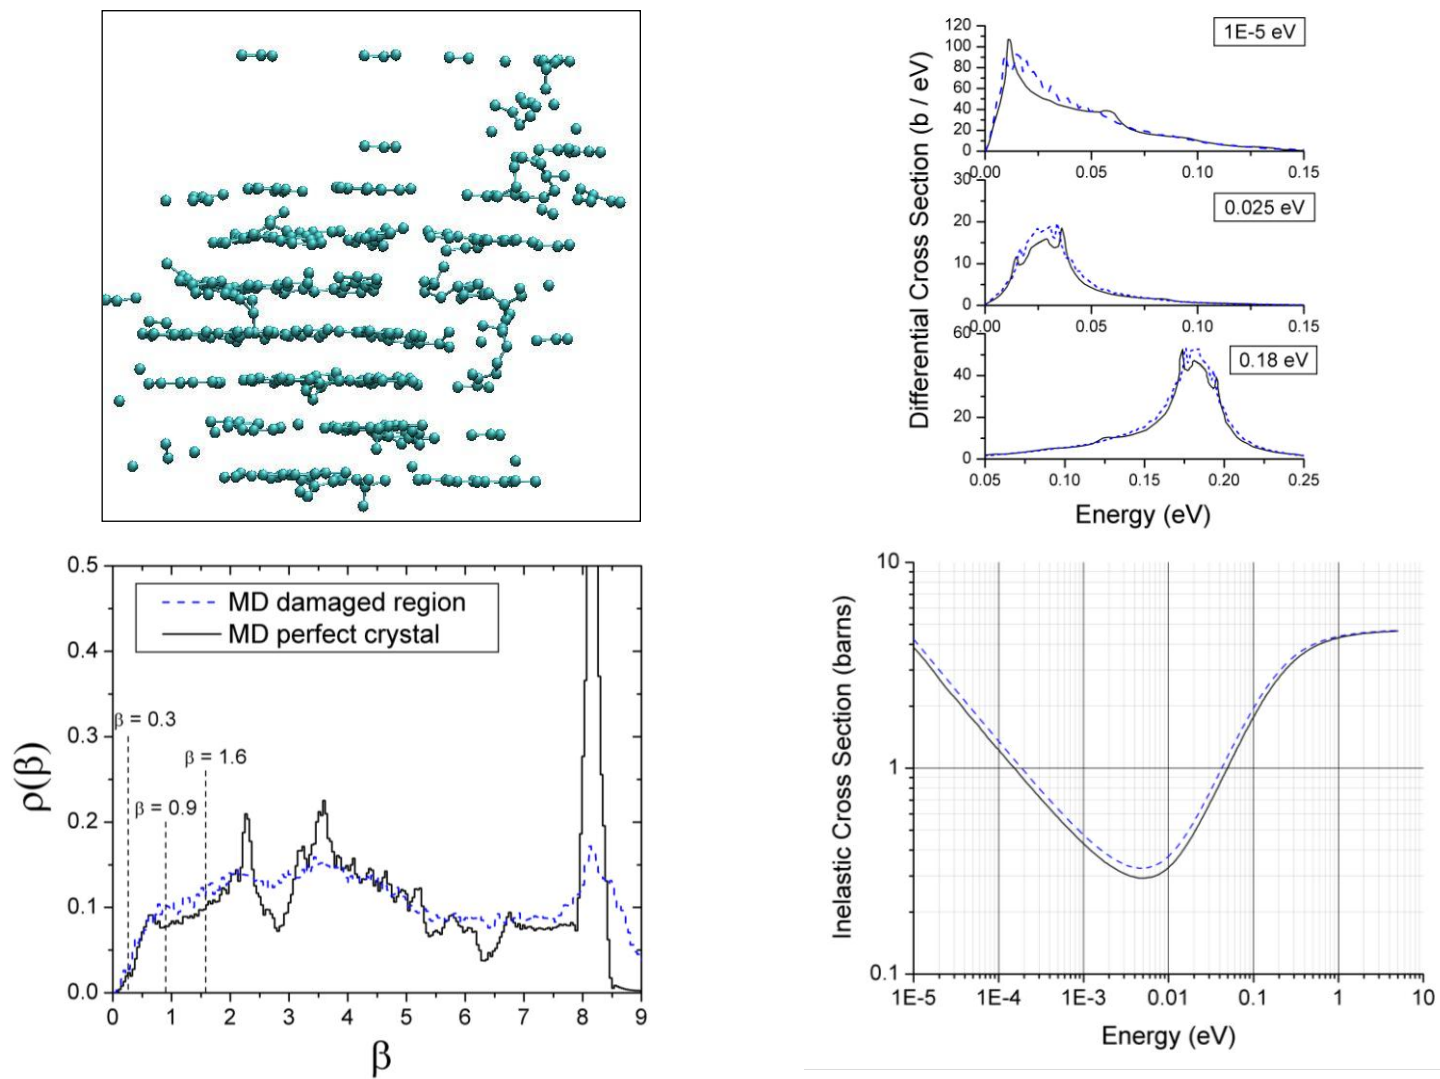 120
100
80
60
40
20
0
1E-5 eV
0.00
0.05
0.10
0.15
30
20
10
0
0.025 eV
0.00
0.05
0.10
0.15
60
40
20
0
0.18 eV
0.05
0.10
0.15
0.20
0.25
Differential Cross Section (b / eV)
Energy (eV)
0.5
0.4
0.3
0.2
0.1
0.0
MD damaged region
MD perfect crystal
β = 0.3
β = 1.6
β = 0.9
ρ(β)
0 1 2 3 4 5 6 7 8 9
β
10
1
0.1
Inelastic Cross Section (barns)
1E-5 1E-4 1E-3 0.01 0.1 1 10
Energy (eV)